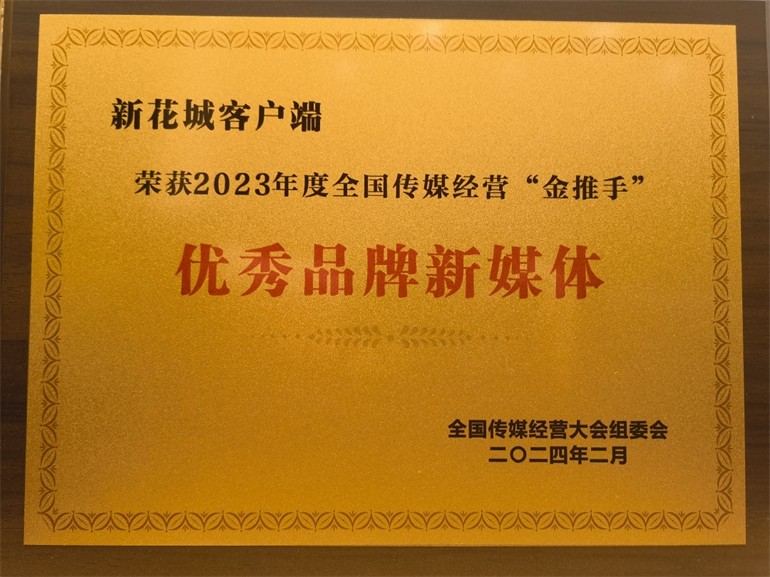 新花城客户端
荣获2023年度全国传媒经营“金推手”
优秀品牌新媒体
全国传媒经营大会组委会
二〇二四年二月